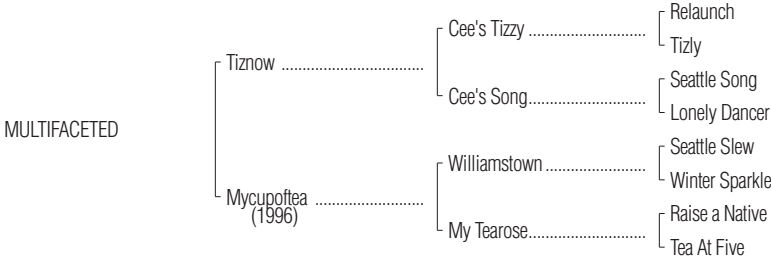 Relaunch
Cee's Tizzy ..............................
Tizly
Tiznow .....................................
Seattle Song
Cee's Song ..............................
Lonely Dancer
MULTIFACETED
Seattle Slew
Williamstown ..........................
Winter Sparkle
Mycupoftea ............................
(1996)
Raise a Native
My Tearose ..............................
Tea At Five